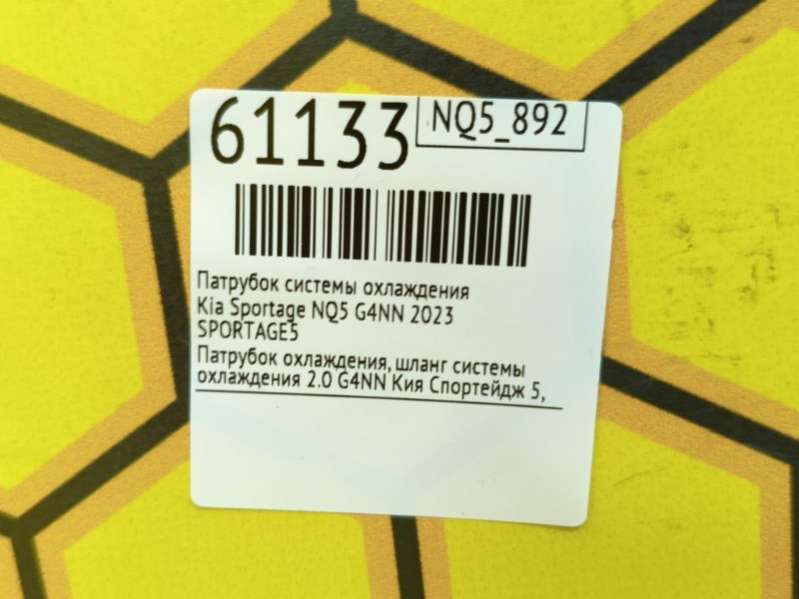 61133
NQ5_892
Патрубок системы охлаждения
Kia Sportage NQ5 G4NN 2023
SPORTAGE5
Патрубок охлаждения, шланг системы
охлаждения 2.0 G4NN Кия Спортейдж 5,